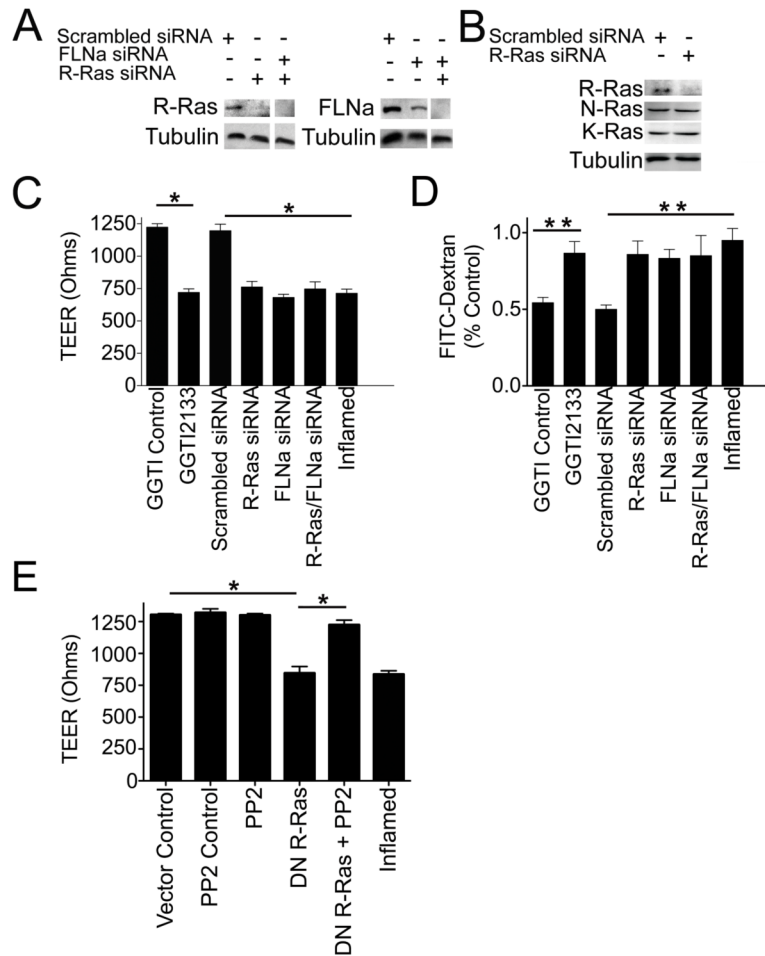 A
Scrambled siRNA + - -
FLNa siRNA - - +
R-Ras siRNA - + +
R-Ras
Tubulin
+ - -
- + +
- - +
FLNa
Tubulin
B
Scrambled siRNA + -
R-Ras siRNA - +
R-Ras
N-Ras
K-Ras
Tubulin
C
TEER (Ohms)
1250
1000
750
500
250
0
*
*
GGTI Control
GGTI2133
Scrambled siRNA
R-Ras siRNA
FLNa siRNA
R-Ras/FLNa siRNA
Inflamed
D
FITC-Dextran
(% Control)
1.0
0.5
1.0
* *
* *
GGTI Control
GGTI2133
Scrambled siRNA
R-Ras siRNA
FLNa siRNA
R-Ras/FLNa siRNA
Inflamed
E
TEER (Ohms)
1250
1000
750
500
250
0
*
*
Vector Control
PP2 Control
PP2
DN R-Ras
DN R-Ras + PP2
Inflamed